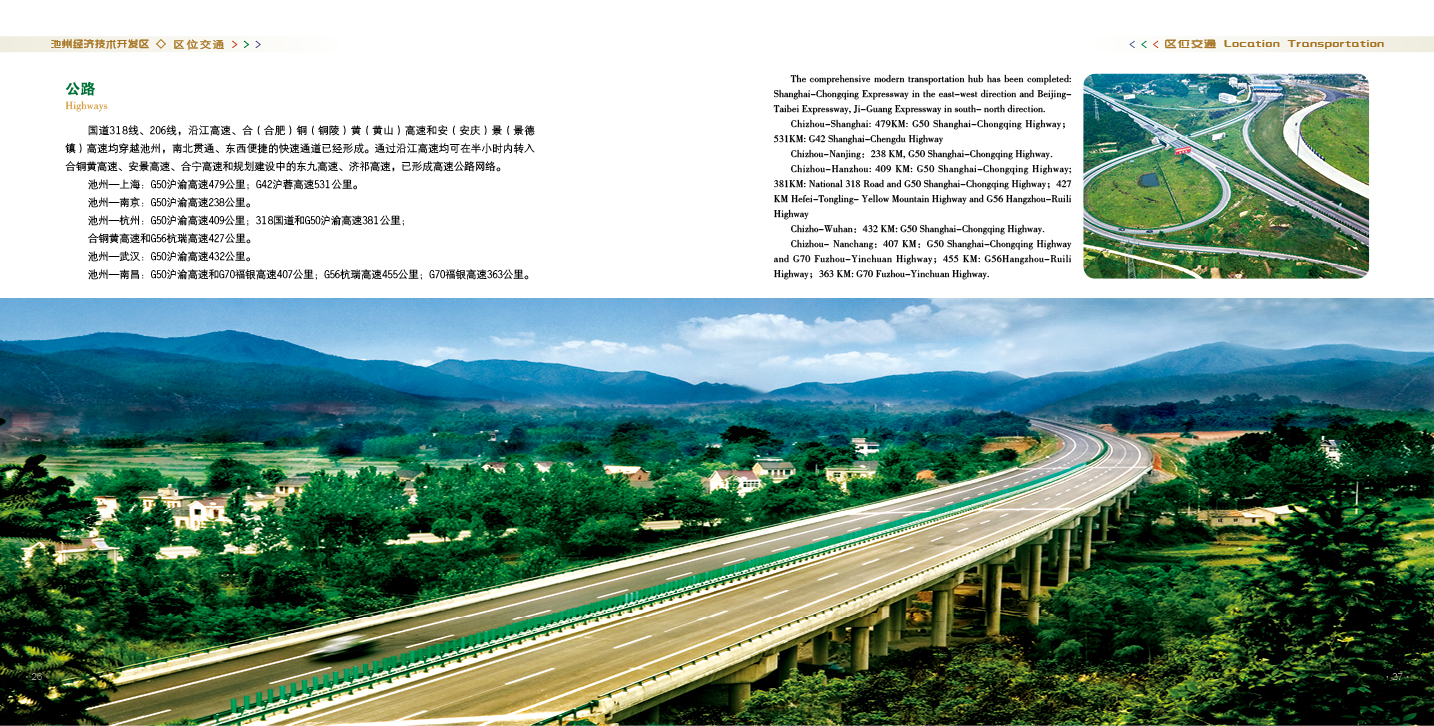 池州经济技术开发区 ◇ 区位交通 > > >
公路
Highways
国道318线、206线，沿江高速、合（合肥）铜（铜陵）黄（黄山）高速和安（安庆）景（景德
镇）高速均穿越池州，南北贯通、东西便捷的快速通道已经形成。通过沿江高速均可在半小时内转入
合铜黄高速、安景高速、合宁高速和规划建设中的东九高速、济祁高速，已形成高速公路网络。
池州—上海：G50沪渝高速479公里；G42沪蓉高速531公里。
池州—南京：G50沪渝高速238公里。
池州—杭州：G50沪渝高速409公里；318国道和G50沪渝高速381公里；
合铜黄高速和G56杭瑞高速427公里。
池州—武汉：G50沪渝高速432公里。
池州—南昌：G50沪渝高速和G70福银高速407公里；G56杭瑞高速455公里；G70福银高速363公里。
< < < 区位交通 Location Transportation
The comprehensive modern transportation hub has been completed:
Shanghai-Chongqing Expressway in the east-west direction and Beijing-
Taibei Expressway, Ji-Guang Expressway in south- north direction.
Chizhou-Shanghai: 479KM: G50 Shanghai-Chongqing Highway；
531KM: G42 Shanghai-Chengdu Highway
Chizhou-Nanjing：238 KM, G50 Shanghai-Chongqing Highway.
Chizhou-Hanzhou: 409 KM: G50 Shanghai-Chongqing Highway;
381KM: National 318 Road and G50 Shanghai-Chongqing Highway；427
KM Hefei-Tongling- Yellow Mountain Highway and G56 Hangzhou-Ruili
Highway
Chizho-Wuhan：432 KM: G50 Shanghai-Chongqing Highway.
Chizhou- Nanchang：407 KM：G50 Shanghai-Chongqing Highway
and G70 Fuzhou-Yinchuan Highway；455 KM: G56Hangzhou-Ruili
Highway；363 KM: G70 Fuzhou-Yinchuan Highway.
26
27